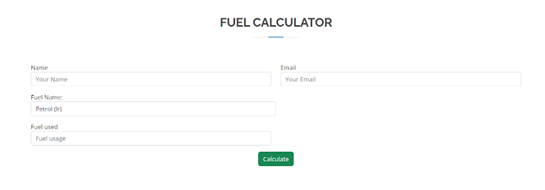 FUEL CALCULATOR
Name
Email
Your Name
Your Email
Fuel Name:
Petrol (ltr)
Fuel used
Fuel usage
Calculate